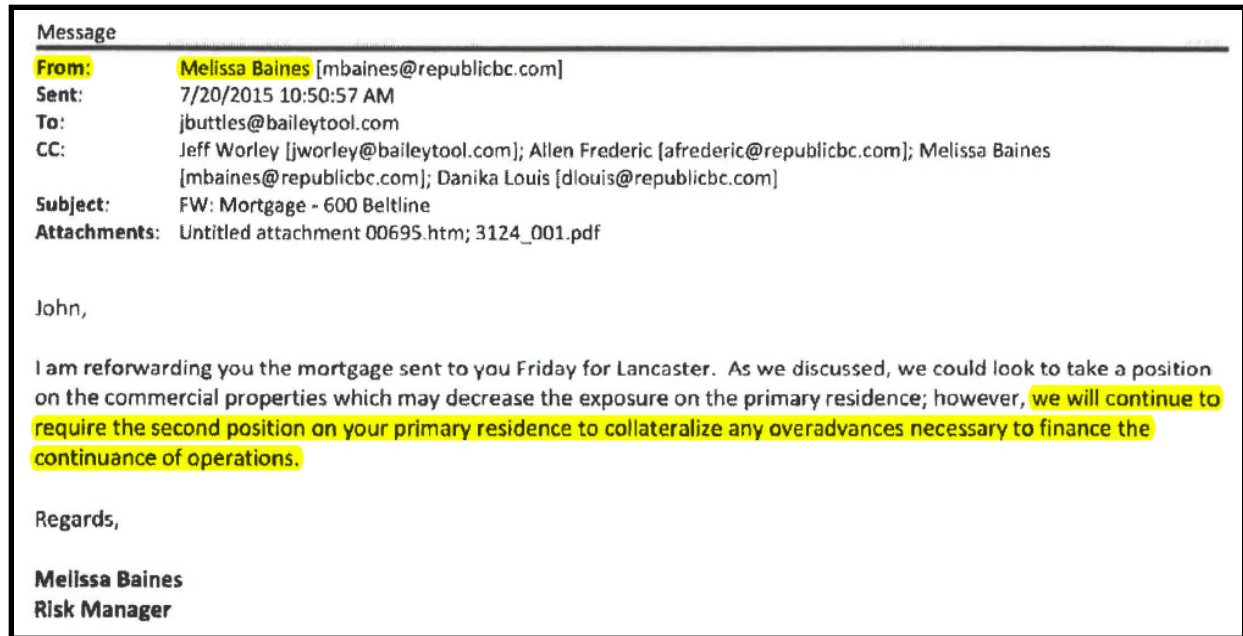 Message
From: Melissa Baines [mbaines@republicbc.com]
Sent: 7/20/2015 10:50:57 AM
To: jbuttles@baileytool.com
CC: Jeff Worley [jworley@baileytool.com]; Allen Frederic [afrederic@republicbc.com]; Melissa Baines
[mbaines@republicbc.com]; Danika Louis [dlouis@republicbc.com]
Subject: FW: Mortgage - 600 Beltline
Attachments: Untitled attachment 00695.htm; 3124_001.pdf
John,
I am reforwarding you the mortgage sent to you Friday for Lancaster. As we discussed, we could look to take a position
on the commercial properties which may decrease the exposure on the primary residence; however, we will continue to
require the second position on your primary residence to collateralize any overadvances necessary to finance the
continuance of operations.
Regards,
Melissa Baines
Risk Manager